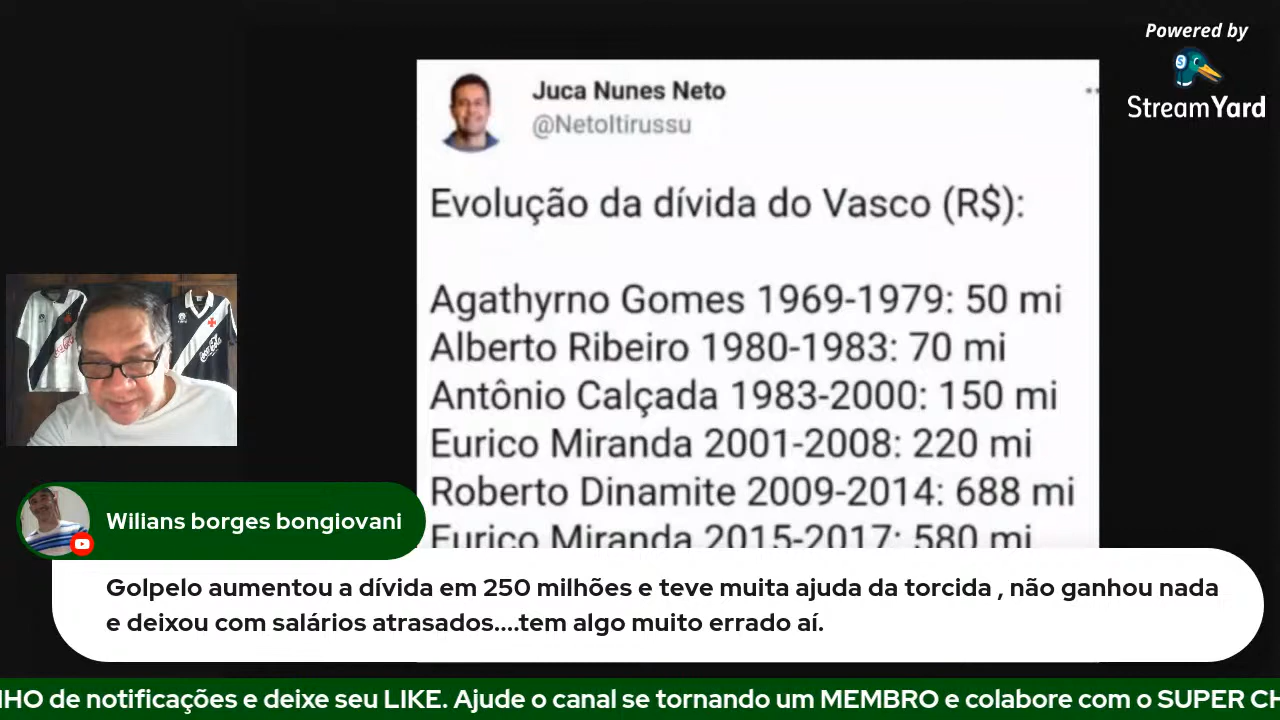 Powered by
StreamYard
Juca Nunes Neto
@NetoItirussu
Evolução da dívida do Vasco (R$):
Agathyrno Gomes 1969-1979: 50 mi
Alberto Ribeiro 1980-1983: 70 mi
Antônio Calçada 1983-2000: 150 mi
Eurico Miranda 2001-2008: 220 mi
Roberto Dinamite 2009-2014: 688 mi
Eurico Miranda 2015-2017: 580 mi
Wilians borges bongiovani
Golpelo aumentou a dívida em 250 milhões e teve muita ajuda da torcida , não ganhou nada
e deixou com salários atrasados....tem algo muito errado aí.
de notificações e deixe seu LIKE. Ajude o canal se tornando um MEMBRO e colabore com o SUPER